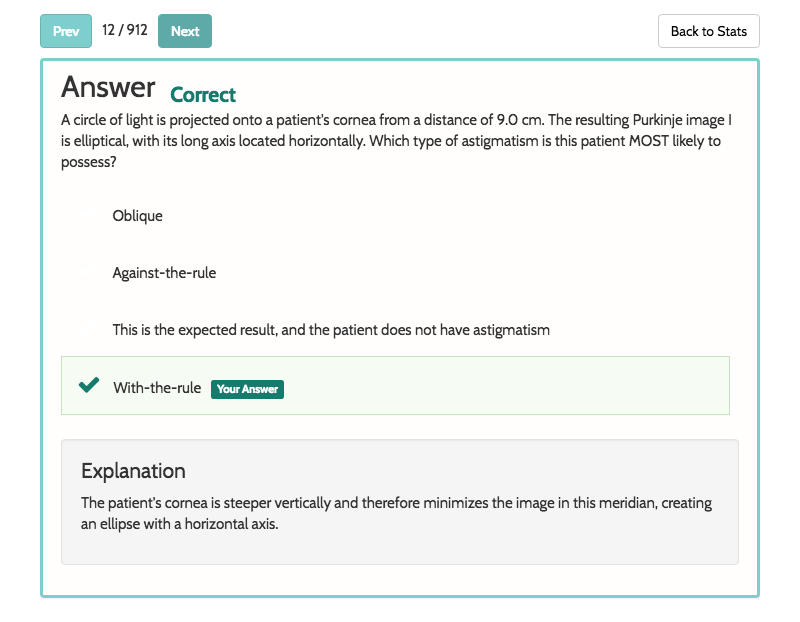 Prev 12 / 912 Next Back to Stats
Answer Correct
A circle of light is projected onto a patient's cornea from a distance of 9.0 cm. The resulting Purkinje image I
is elliptical, with its long axis located horizontally. Which type of astigmatism is this patient MOST likely to
possess?
Oblique
Against-the-rule
This is the expected result, and the patient does not have astigmatism
With-the-rule Your Answer
Explanation
The patient's cornea is steeper vertically and therefore minimizes the image in this meridian, creating
an ellipse with a horizontal axis.